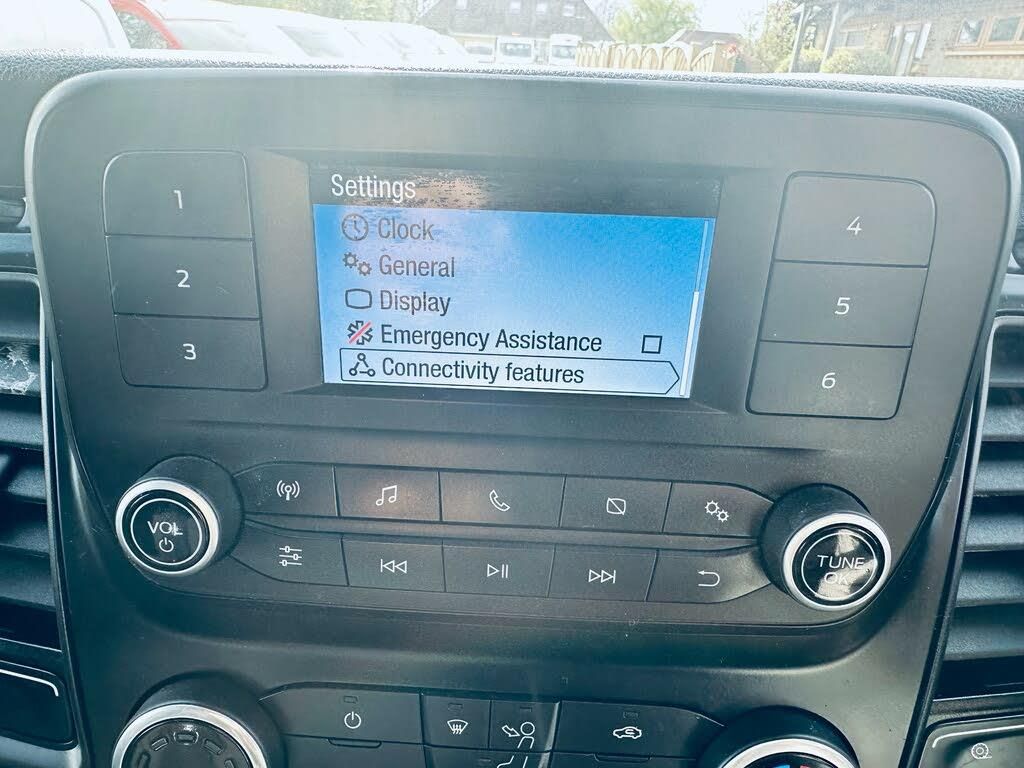 Settings
Clock
General
Display
Emergency Assistance
Connectivity features
1
2
3
4
5
6
VOL
TUNE
OK